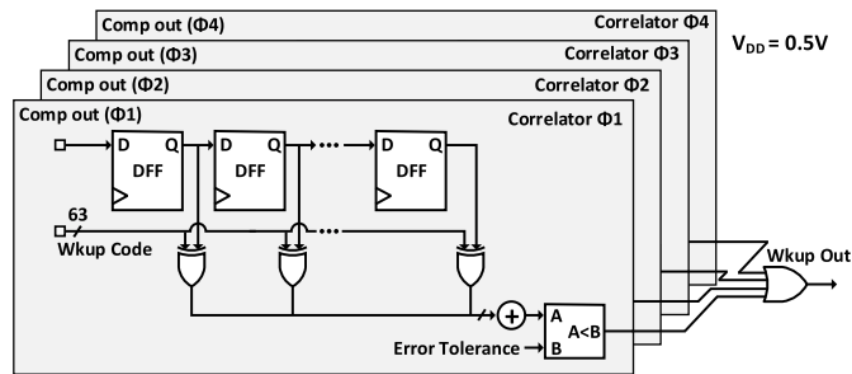 Comp out (Φ4) Correlator Φ4
Comp out (Φ3) Correlator Φ3
V_DD = 0.5V
Comp out (Φ2) Correlator Φ2
Comp out (Φ1) Correlator Φ1
D Q D Q ••• D Q
DFF DFF DFF
63
•••
Wkup Code
Wkup Out
+
A
A<B
Error Tolerance B